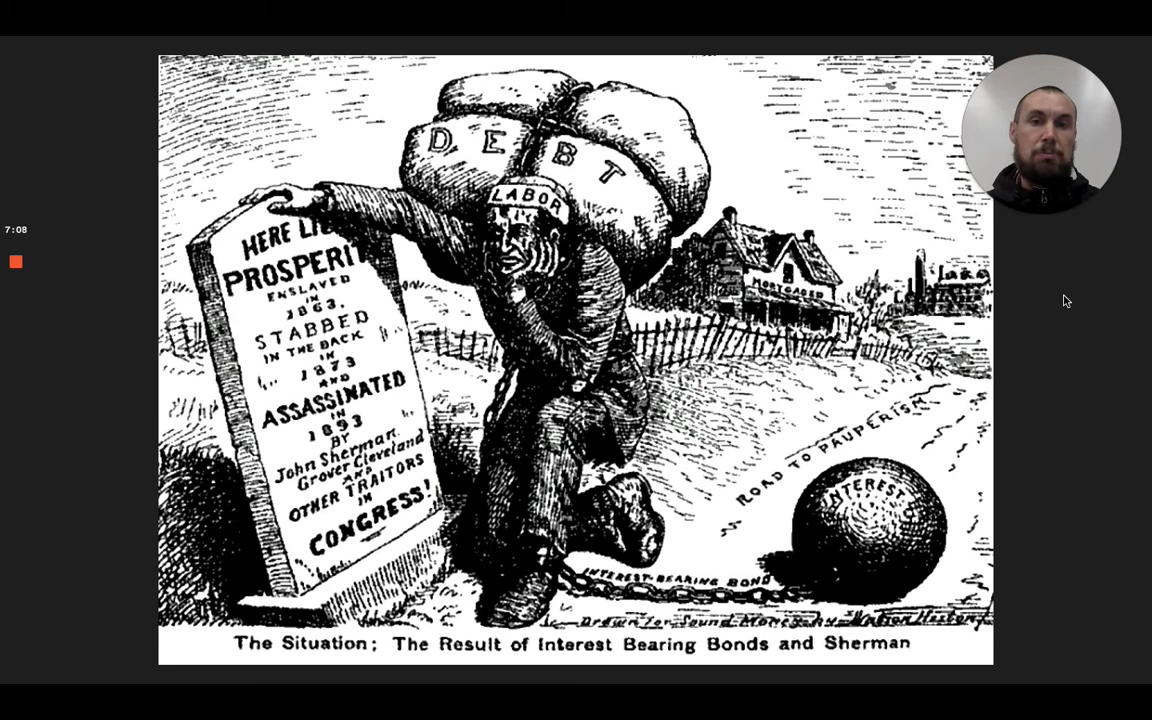 7:08
DEBT
LABOR
HERE LI
PROSPERI
ENSLAVED
IN
1863,
STABBED
IN THE BACK
IN
1873
AND
ASSASSINATED
IN
1893
BY
John Sherman,
Grover Cleveland
AND
OTHER TRAITORS
IN
CONGRESS!
MORTGAGED
ROAD TO PAUPERISM
INTEREST
INTEREST-BEARING BOND
Drawn for Sound Money by Watson Heston
The Situation; The Result of Interest Bearing Bonds and Sherman